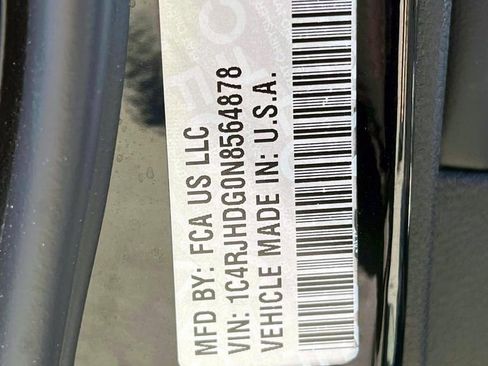 MFD BY: FCA US LLC
VIN: 1C4RJHDG0N8564878
VEHICLE MADE IN: U.S.A.